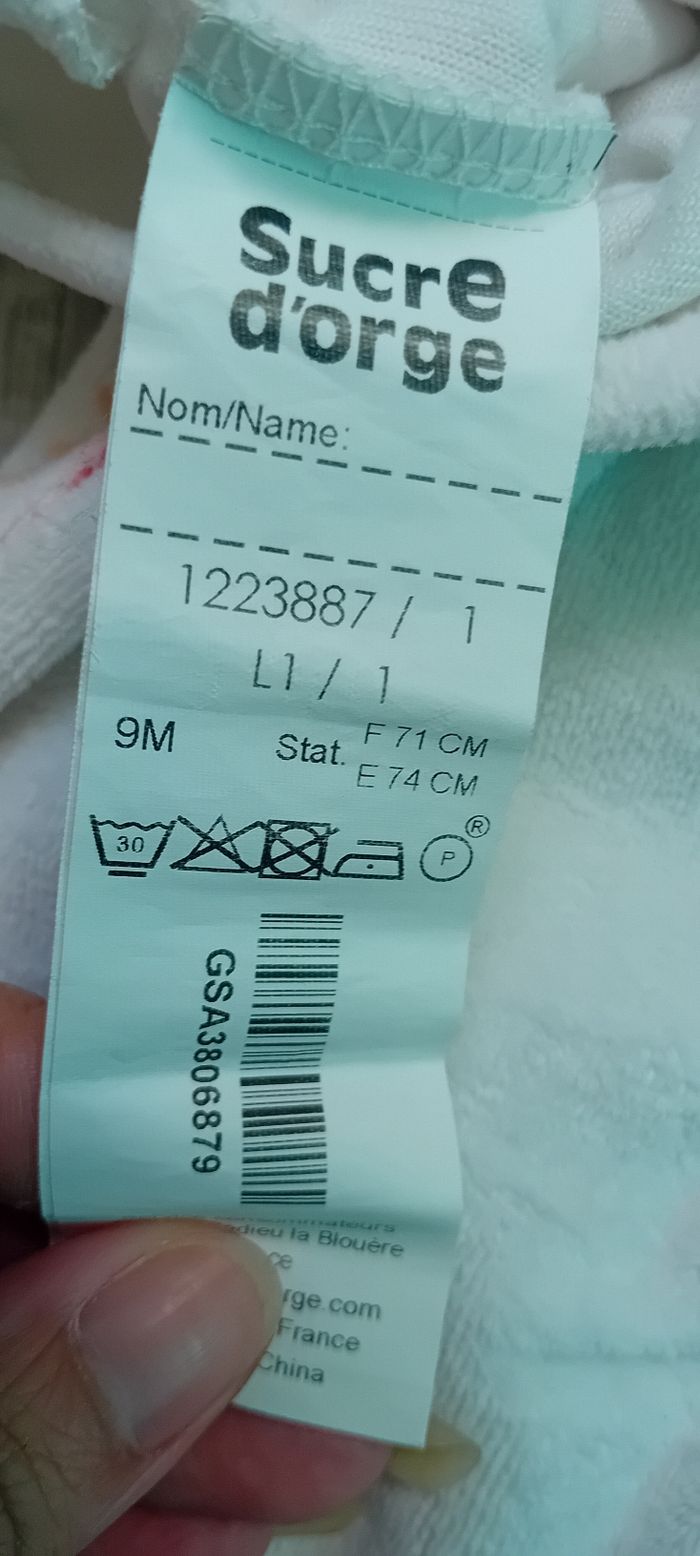 Sucre
d'orge
Nom/Name:
1223887 / 1
L1 / 1
9M Stat. F 71 CM
E 74 CM
30 P ®
GSA3806879
la Blouère
France
China